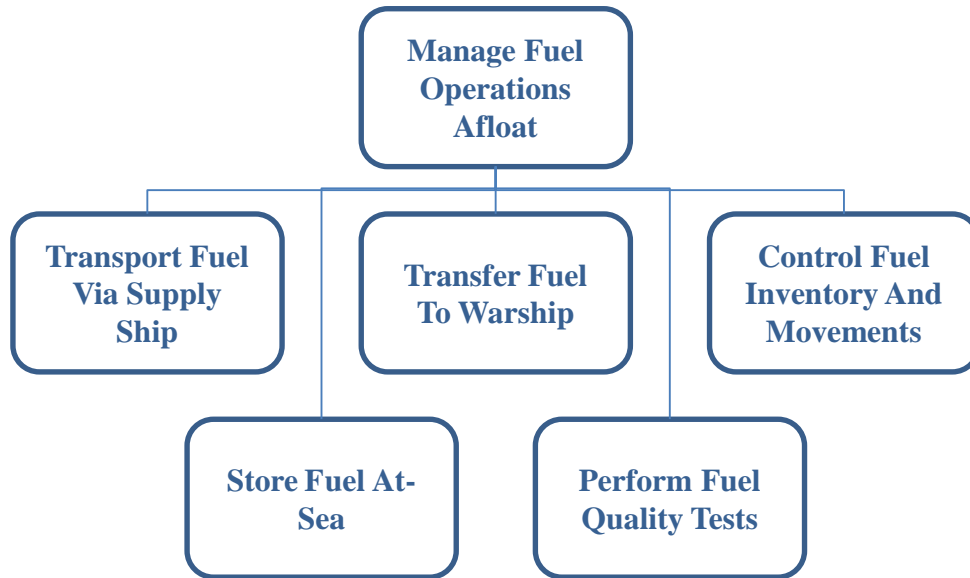 Manage Fuel
Operations
Afloat
Transport Fuel
Via Supply
Ship
Transfer Fuel
To Warship
Control Fuel
Inventory And
Movements
Store Fuel At-
Sea
Perform Fuel
Quality Tests